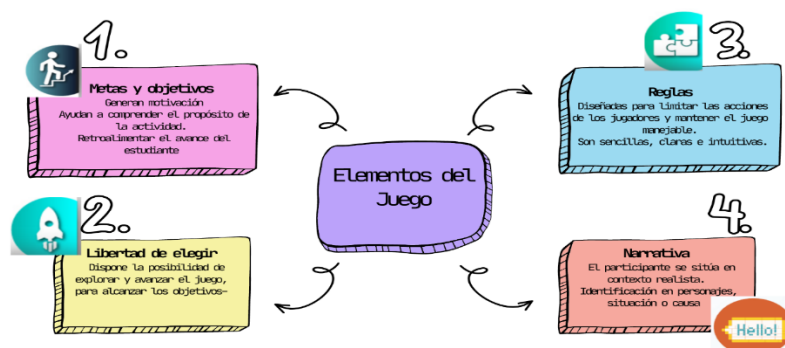 Elementos del
Juego
1.
Metas y objetivos
Generan motivación
Ayudan a comprender el propósito de
la actividad.
Retroalimentar el avance del
estudiante
2.
Libertad de elegir
Dispone la posibilidad de
explorar y avanzar el juego,
para alcanzar los objetivos-
3.
Reglas
Diseñadas para limitar las acciones
de los jugadores y mantener el juego
manejable.
Son sencillas, claras e intuitivas.
4.
Narrativa
El participante se sitúa en
contexto realista.
Identificación en personajes,
situación o causa
Hello!